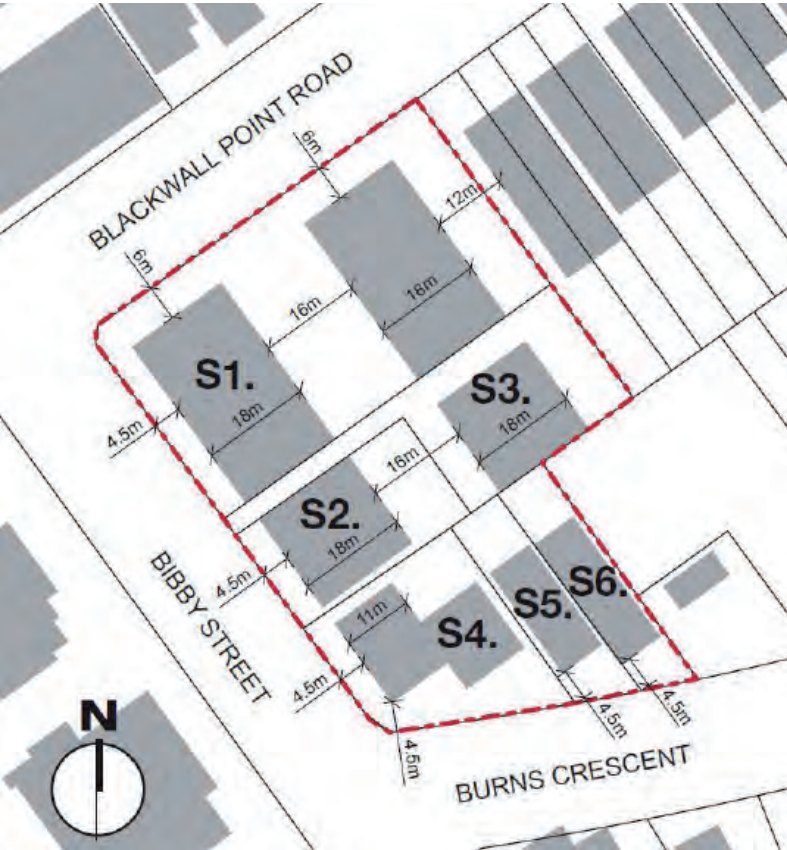 BLACKWALL POINT ROAD
6m
12m
6m
16m
18m
S1.
18m
S3.
18m
4.5m
16m
S2.
18m
4.5m
BIBBY STREET
11m
S4.
S5.
S6.
4.5m
4.5m
4.5m
4.5m
N
BURNS CRESCENT